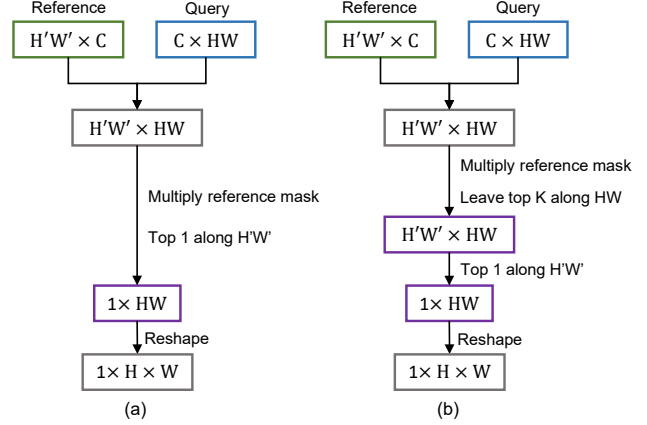 Reference
Query
H′W′ × C
C × HW
H′W′ × HW
Multiply reference mask
Top 1 along H'W'
1× HW
Reshape
1× H × W
(a)
Reference
Query
H′W′ × C
C × HW
H′W′ × HW
Multiply reference mask
Leave top K along HW
H′W′ × HW
Top 1 along H'W'
1× HW
Reshape
1× H × W
(b)